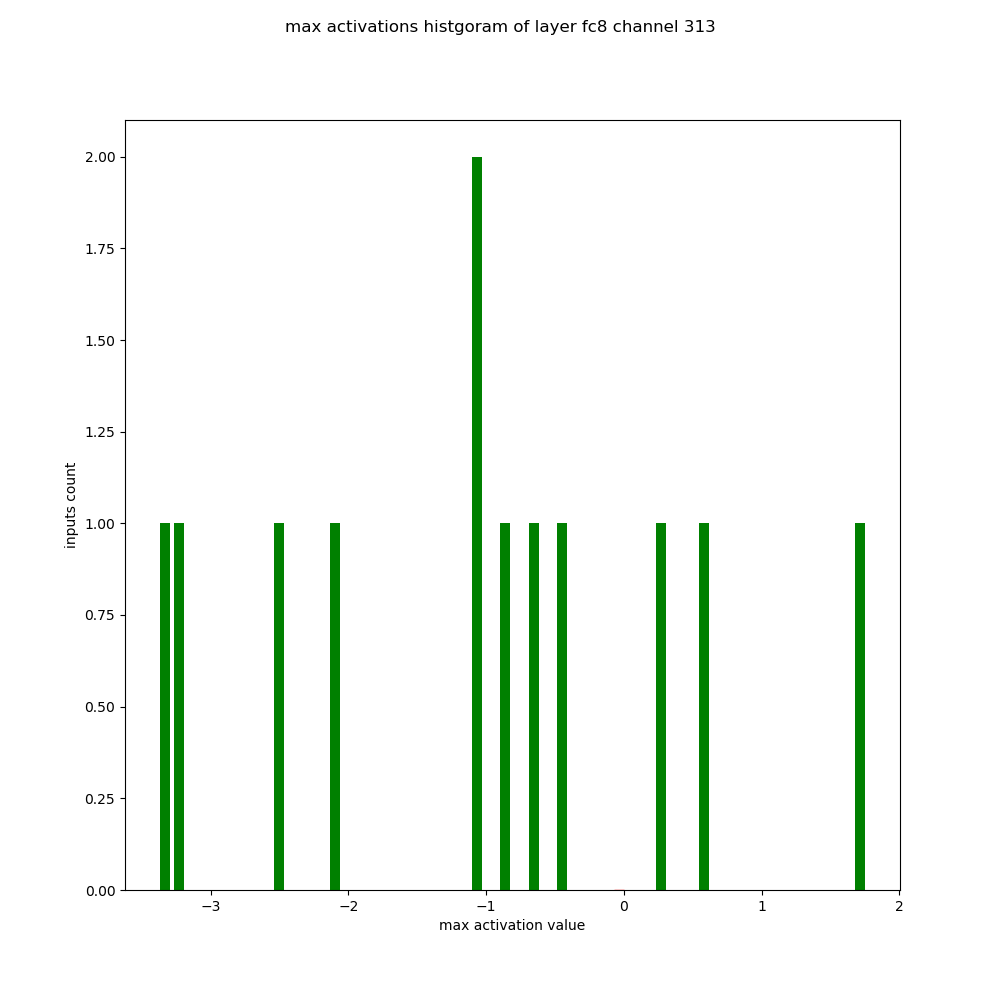 max activations histgoram of layer fc8 channel 313
2.00
1.75
1.50
1.25
1.00
0.75
0.50
0.25
0.00
inputs count
−3 −2 −1 0 1 2
max activation value